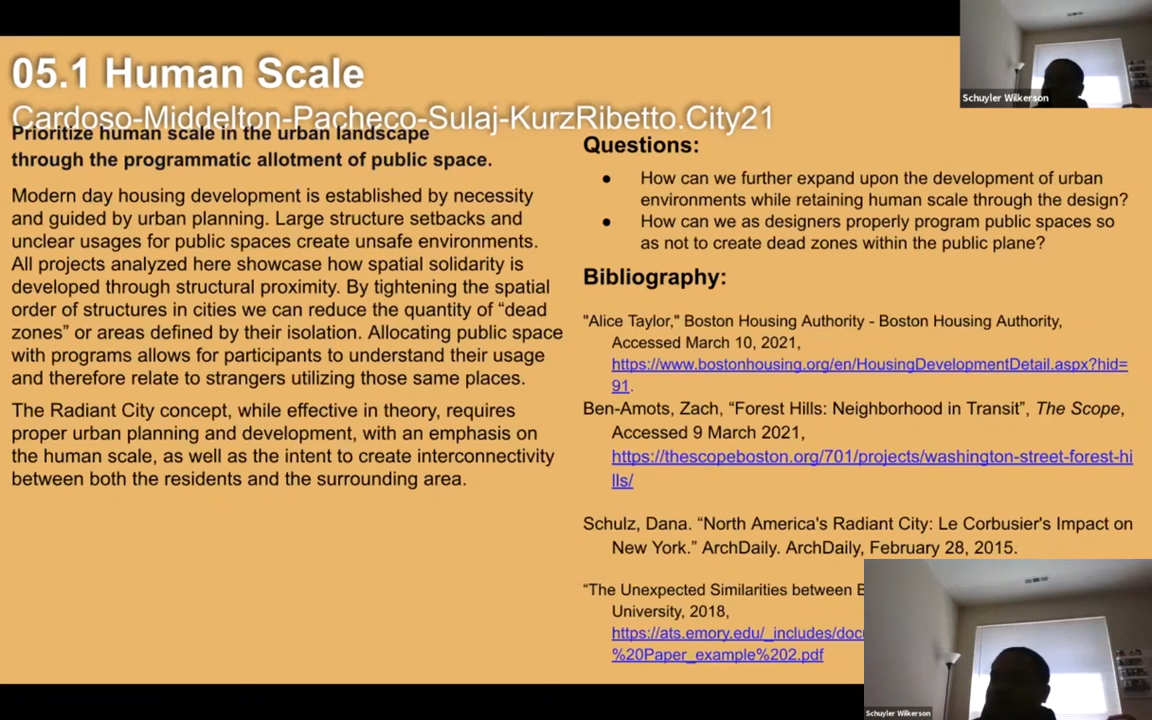 05.1 Human Scale
Cardoso-Middelton-Pacheco-Sulaj-KurzRibetto.City21
Prioritize human scale in the urban landscape
through the programmatic allotment of public space.
Modern day housing development is established by necessity
and guided by urban planning. Large structure setbacks and
unclear usages for public spaces create unsafe environments.
All projects analyzed here showcase how spatial solidarity is
developed through structural proximity. By tightening the spatial
order of structures in cities we can reduce the quantity of “dead
zones” or areas defined by their isolation. Allocating public space
with programs allows for participants to understand their usage
and therefore relate to strangers utilizing those same places.
The Radiant City concept, while effective in theory, requires
proper urban planning and development, with an emphasis on
the human scale, as well as the intent to create interconnectivity
between both the residents and the surrounding area.
Questions:
● How can we further expand upon the development of urban
environments while retaining human scale through the design?
● How can we as designers properly program public spaces so
as not to create dead zones within the public plane?
Bibliography:
"Alice Taylor," Boston Housing Authority - Boston Housing Authority,
Accessed March 10, 2021,
https://www.bostonhousing.org/en/HousingDevelopmentDetail.aspx?hid=
91.
Ben-Amots, Zach, “Forest Hills: Neighborhood in Transit”, The Scope,
Accessed 9 March 2021,
https://thescopeboston.org/701/projects/washington-street-forest-hi
lls/
Schulz, Dana. “North America's Radiant City: Le Corbusier's Impact on
New York.” ArchDaily. ArchDaily, February 28, 2015.
“The Unexpected Similarities between
University, 2018,
https://ats.emory.edu/_includes/doc
%20Paper_example%202.pdf
Schuyler Wilkerson
Schuyler Wilkerson